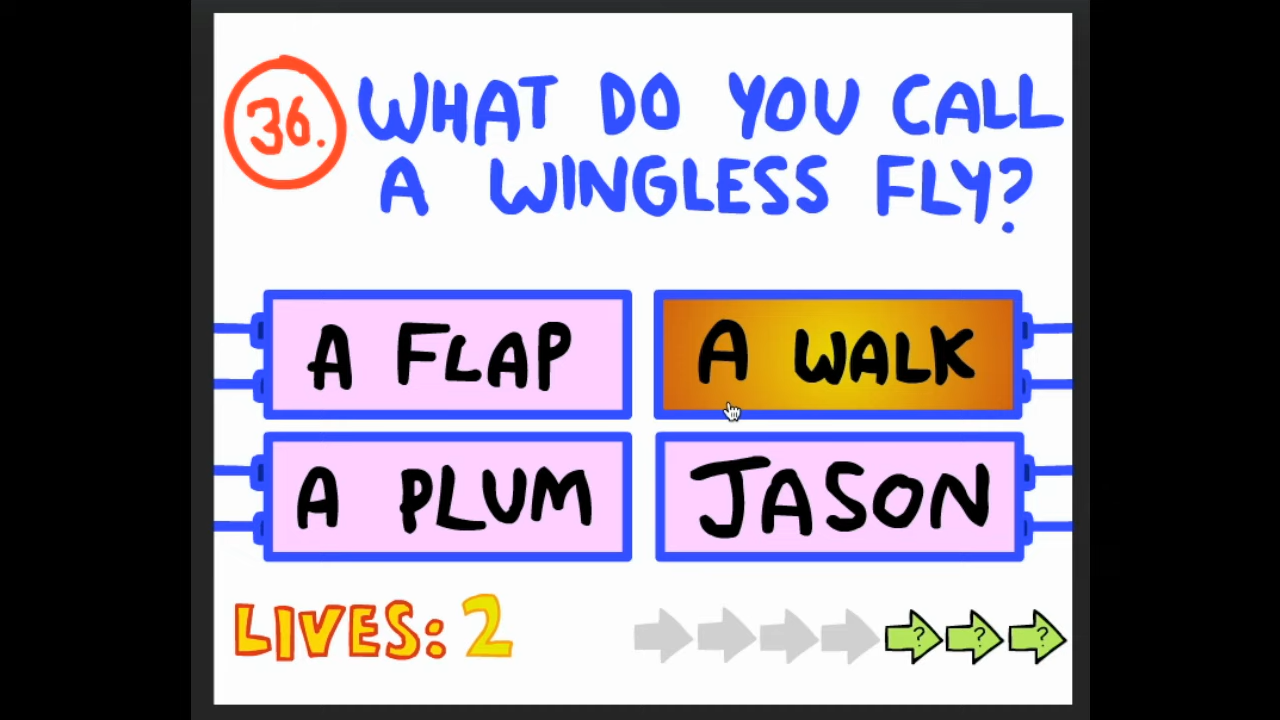 36. WHAT DO YOU CALL
A WINGLESS FLY?
A FLAP
A WALK
A PLUM
JASON
LIVES: 2
? ? ?